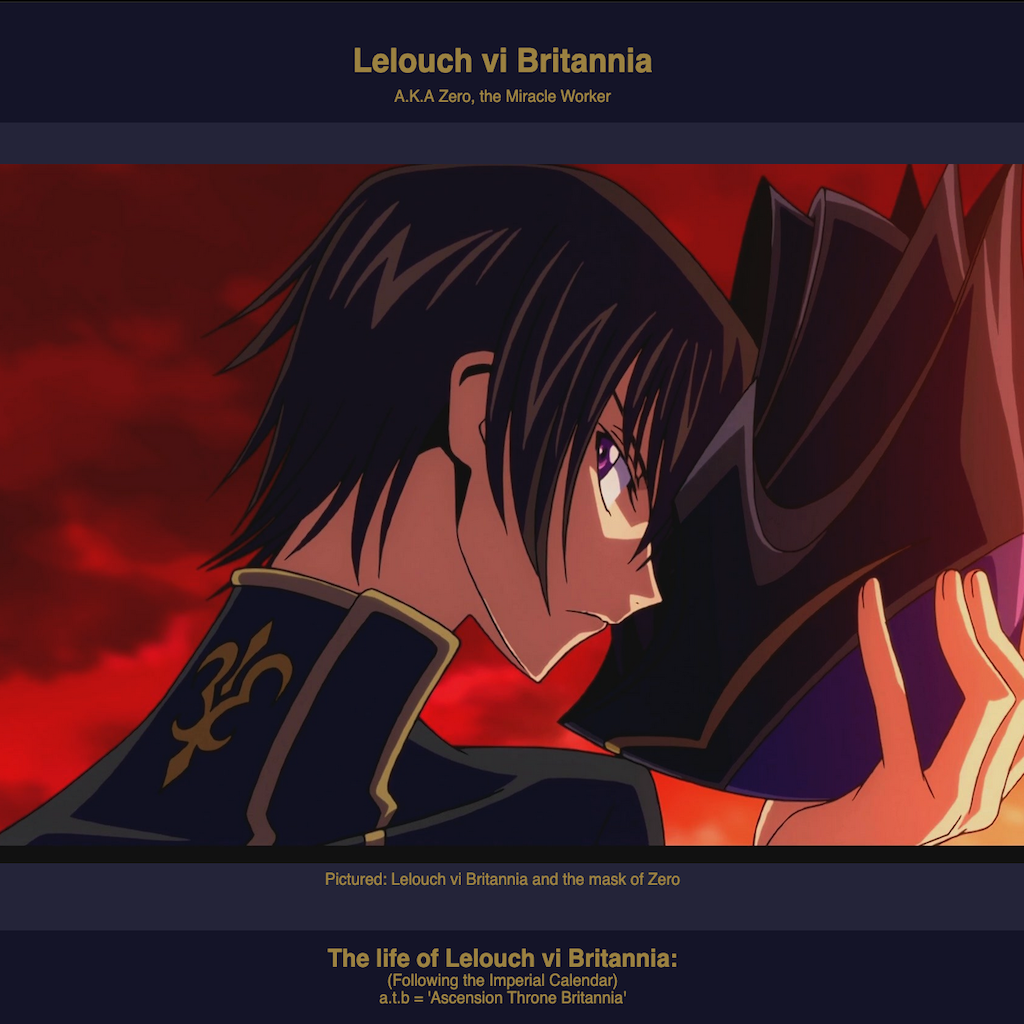 Lelouch vi Britannia
A.K.A Zero, the Miracle Worker
Pictured: Lelouch vi Britannia and the mask of Zero
The life of Lelouch vi Britannia:
(Following the Imperial Calendar)
a.t.b = 'Ascension Throne Britannia'